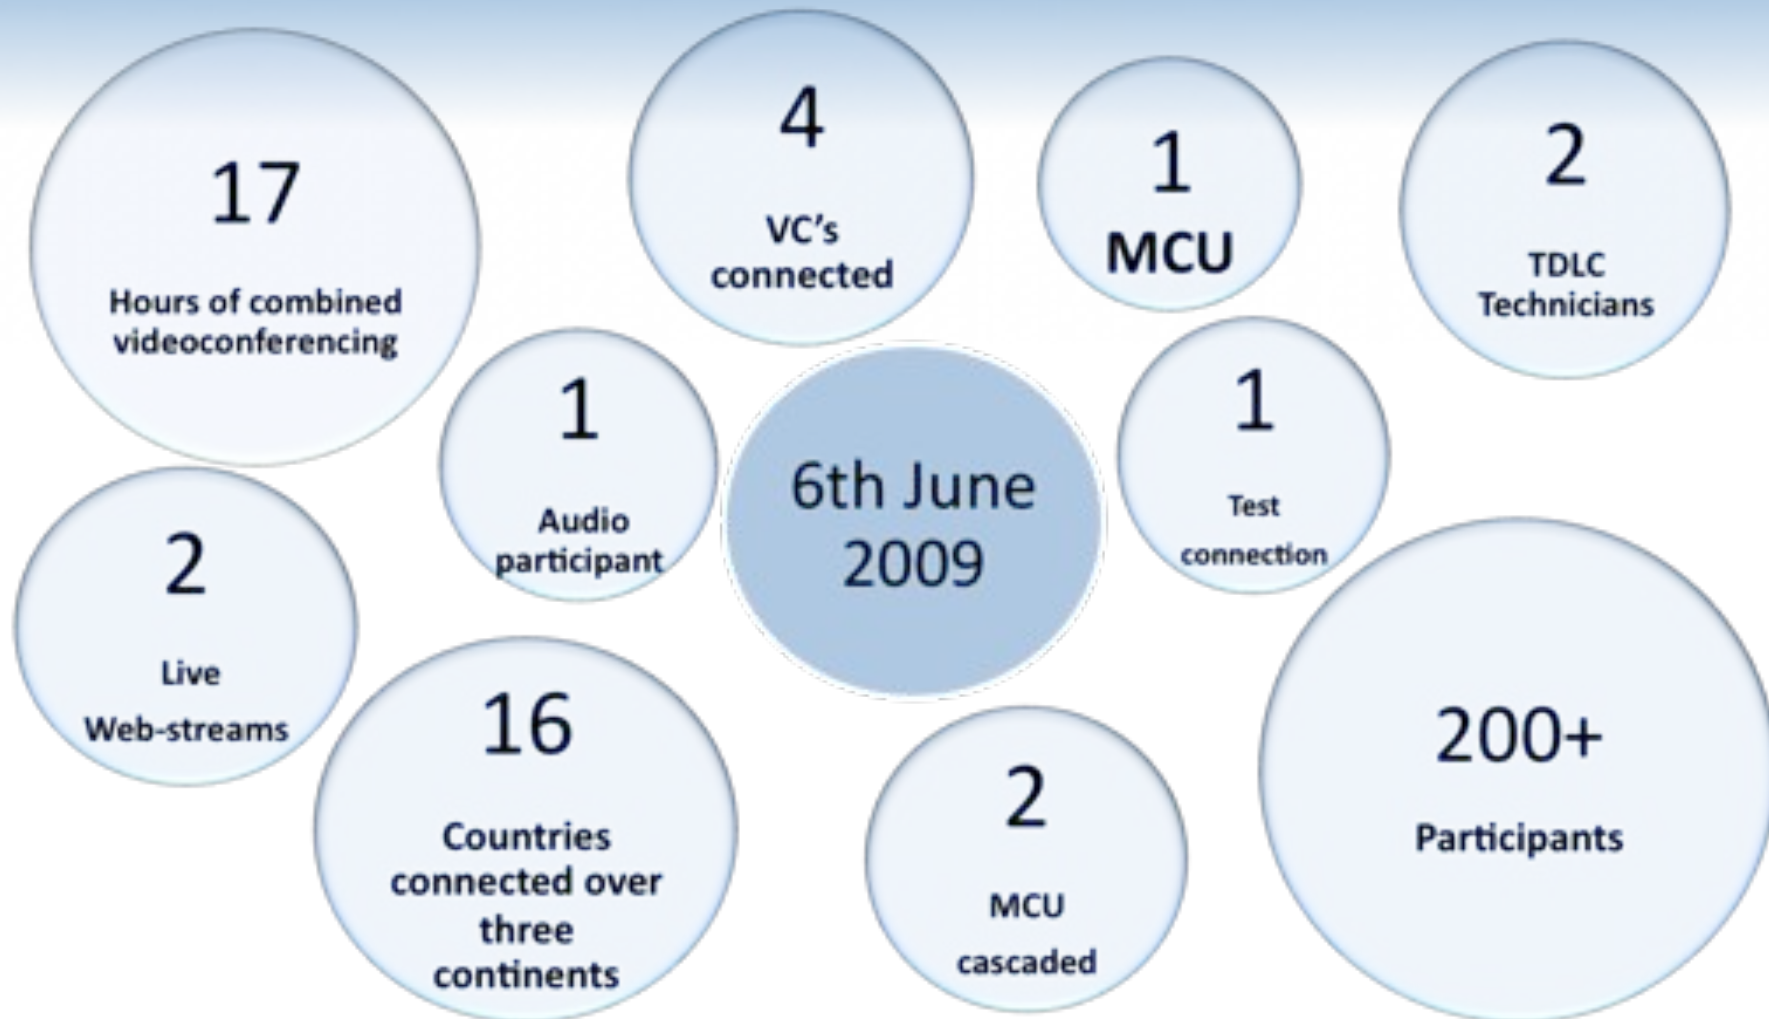 17
Hours of combined
videoconferencing
4
VC's
connected
1
MCU
2
TDLC
Technicians
1
Audio
participant
6th June
2009
1
Test
connection
2
Live
Web-streams
16
Countries
connected over
three
continents
2
MCU
cascaded
200+
Participants